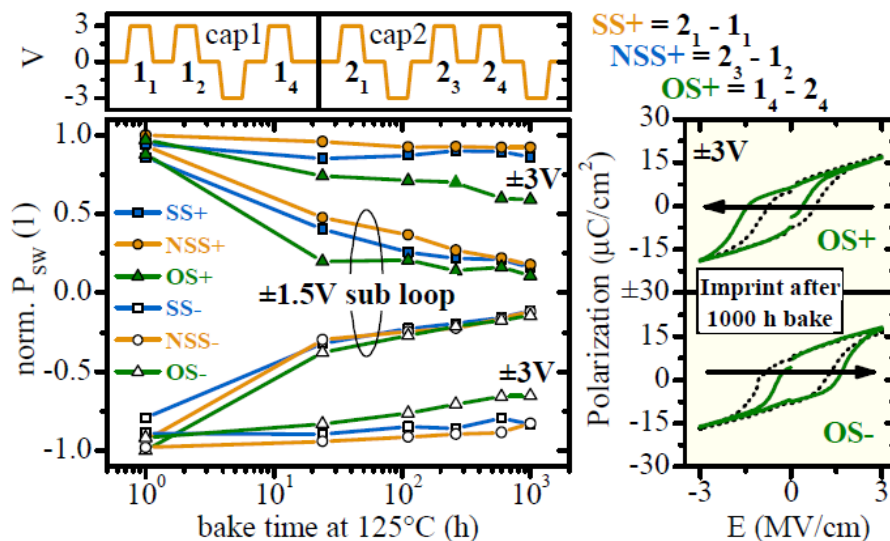 3
0
-3
V
cap1
cap2
1₁
1₂
1₄
2₁
2₃
2₄
SS+ = 2₁ - 1₁
NSS+ = 2₃ - 1₂
OS+ = 1₄ - 2₄
1.0
0.5
0.0
-0.5
-1.0
norm. P_SW (1)
±3V
SS+
NSS+
OS+
SS-
NSS-
OS-
±1.5V sub loop
±3V
10⁰
10¹
10²
10³
bake time at 125°C (h)
30
15
0
-15
±30
15
0
-15
-30
Polarization (µC/cm²)
±3V
OS+
Imprint after
1000 h bake
OS-
-3
0
3
E (MV/cm)